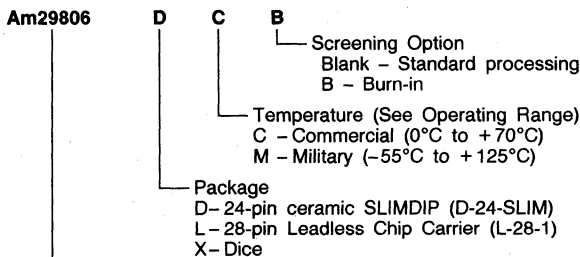 Am29806 D C B
Screening Option
Blank – Standard processing
B – Burn-in
Temperature (See Operating Range)
C – Commercial (0°C to +70°C)
M – Military (–55°C to +125°C)
Package
D – 24-pin ceramic SLIMDIP (D-24-SLIM)
L – 28-pin Leadless Chip Carrier (L-28-1)
X – Dice